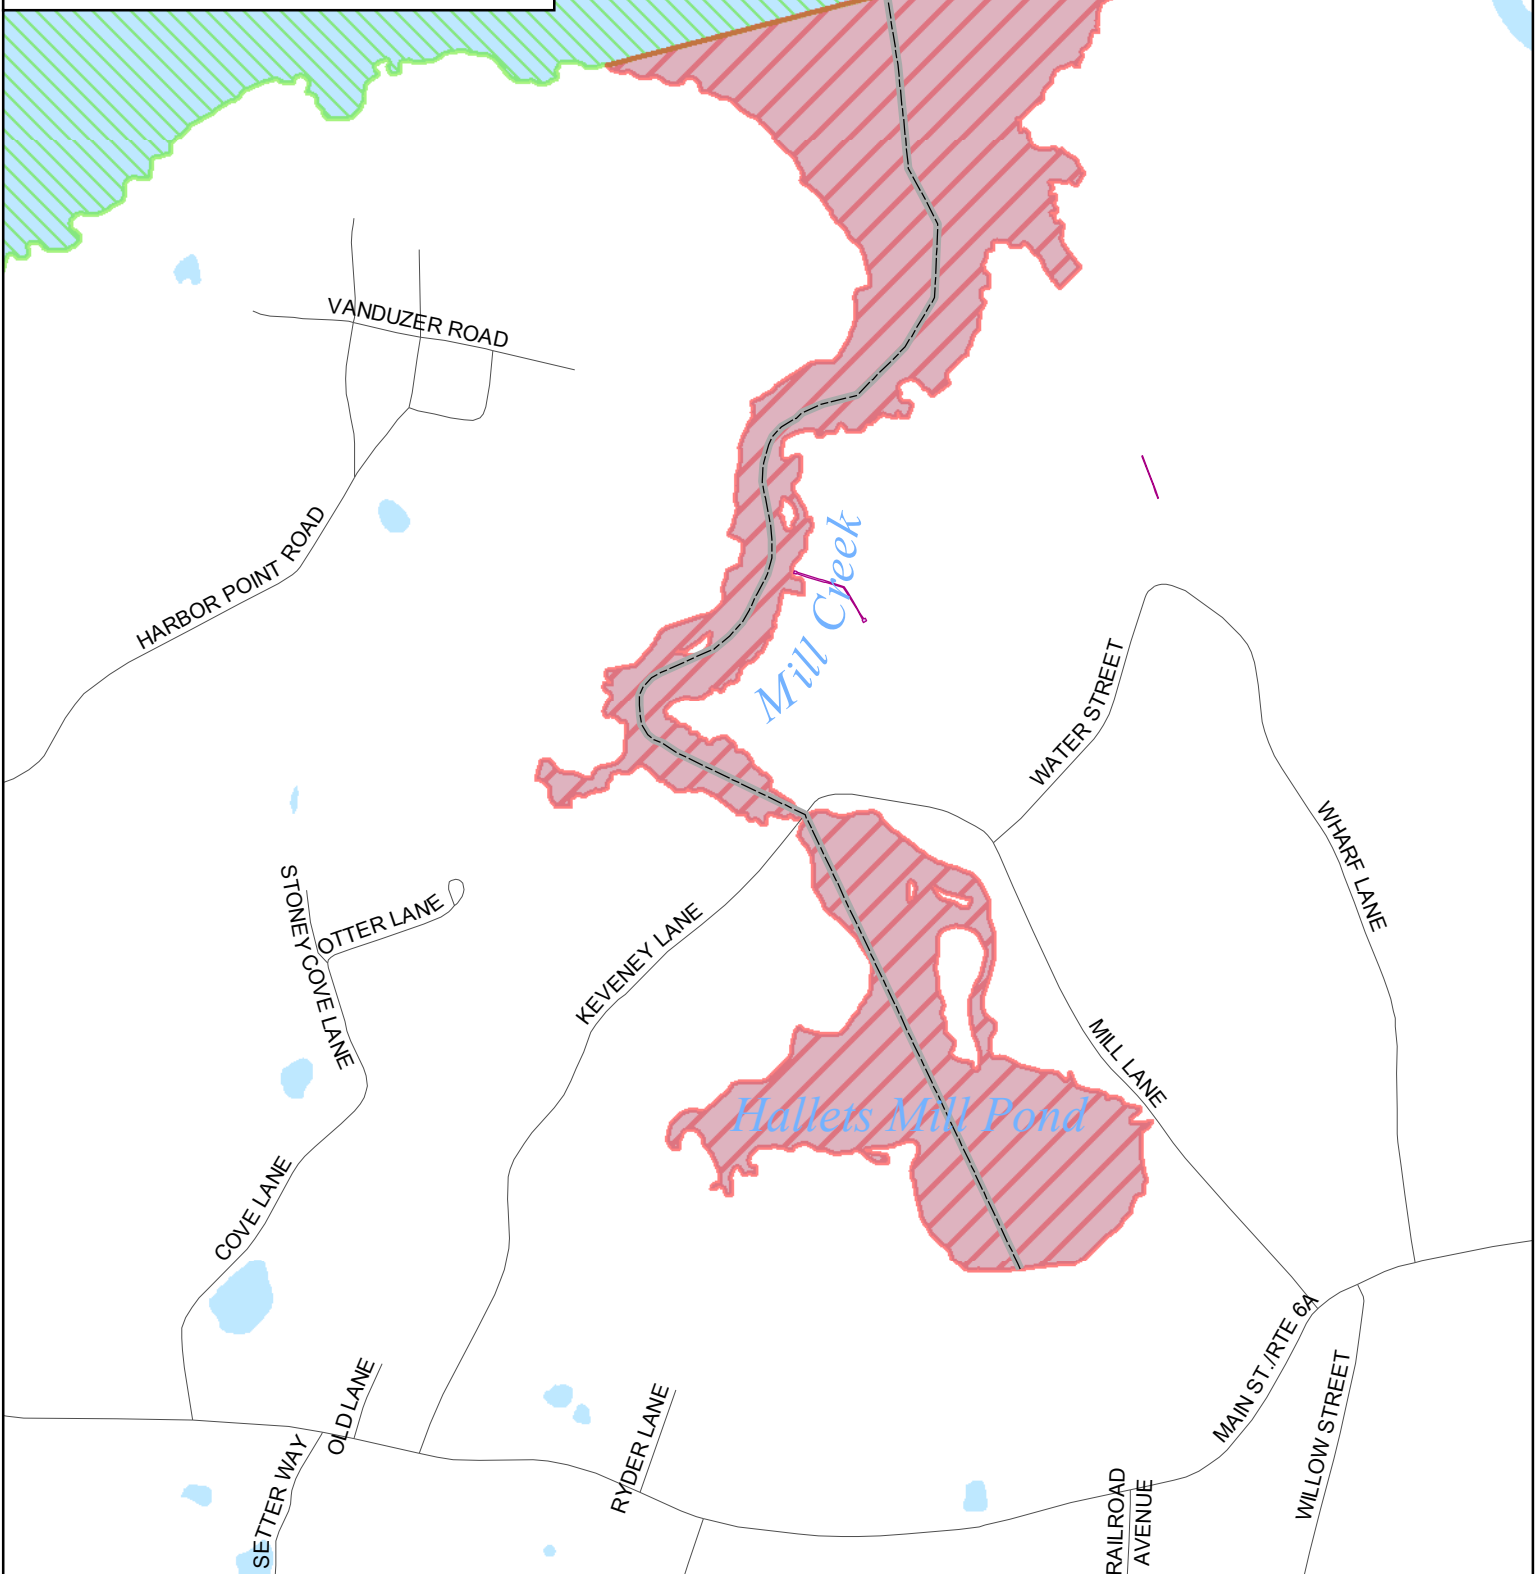 VANDUZER ROAD
HARBOR POINT ROAD
Mill Creek
WATER STREET
WHARF LANE
STONEY COVE LANE
OTTER LANE
KEVENEY LANE
MILL LANE
Hallets Mill Pond
COVE LANE
MAIN ST./RTE 6A
OLD LANE
WILLOW STREET
RYDER LANE
SETTER WAY
RAILROAD
AVENUE